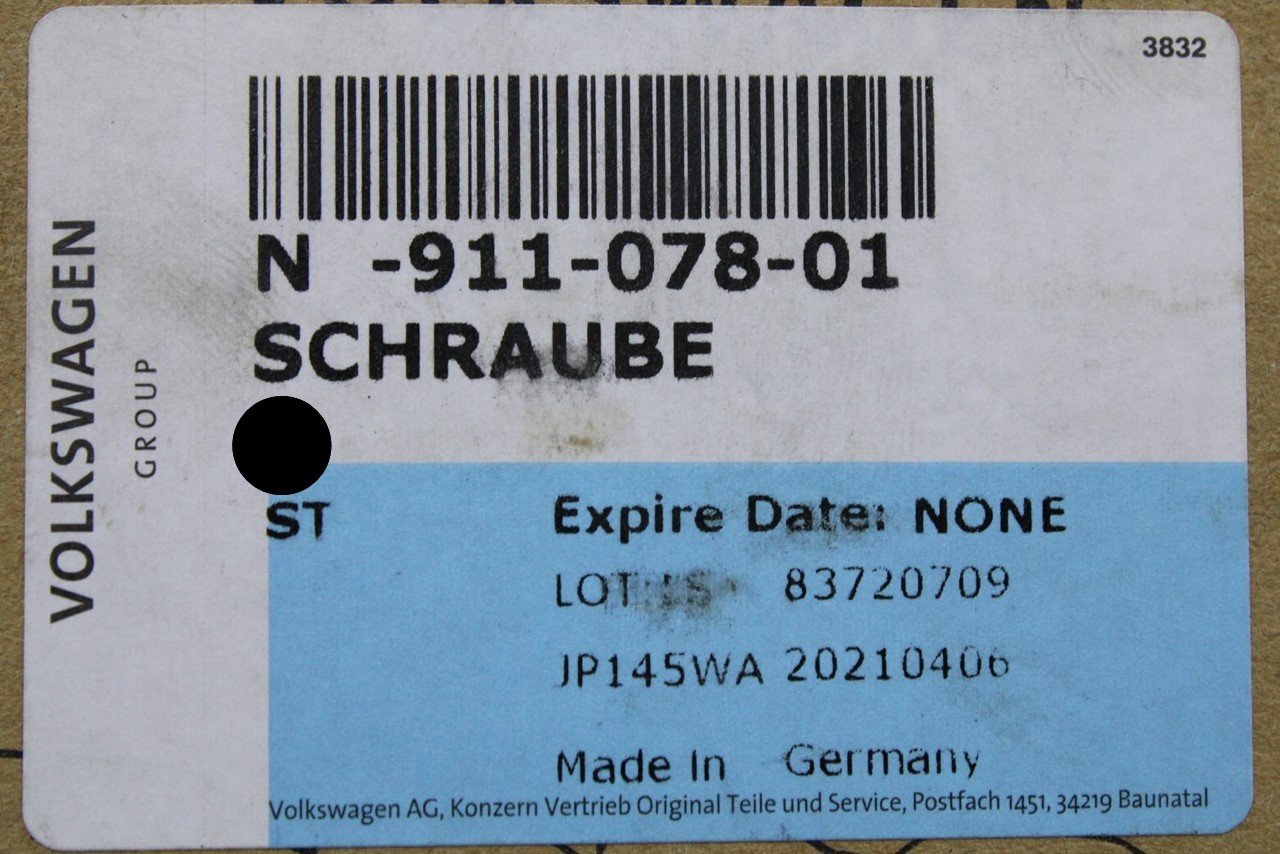 3832
N -911-078-01
SCHRAUBE
VOLKSWAGEN
GROUP
ST
Expire Date: NONE
LOT 83720709
JP145WA 20210406
Made In Germany
Volkswagen AG, Konzern Vertrieb Original Teile und Service, Postfach 1451, 34219 Baunatal